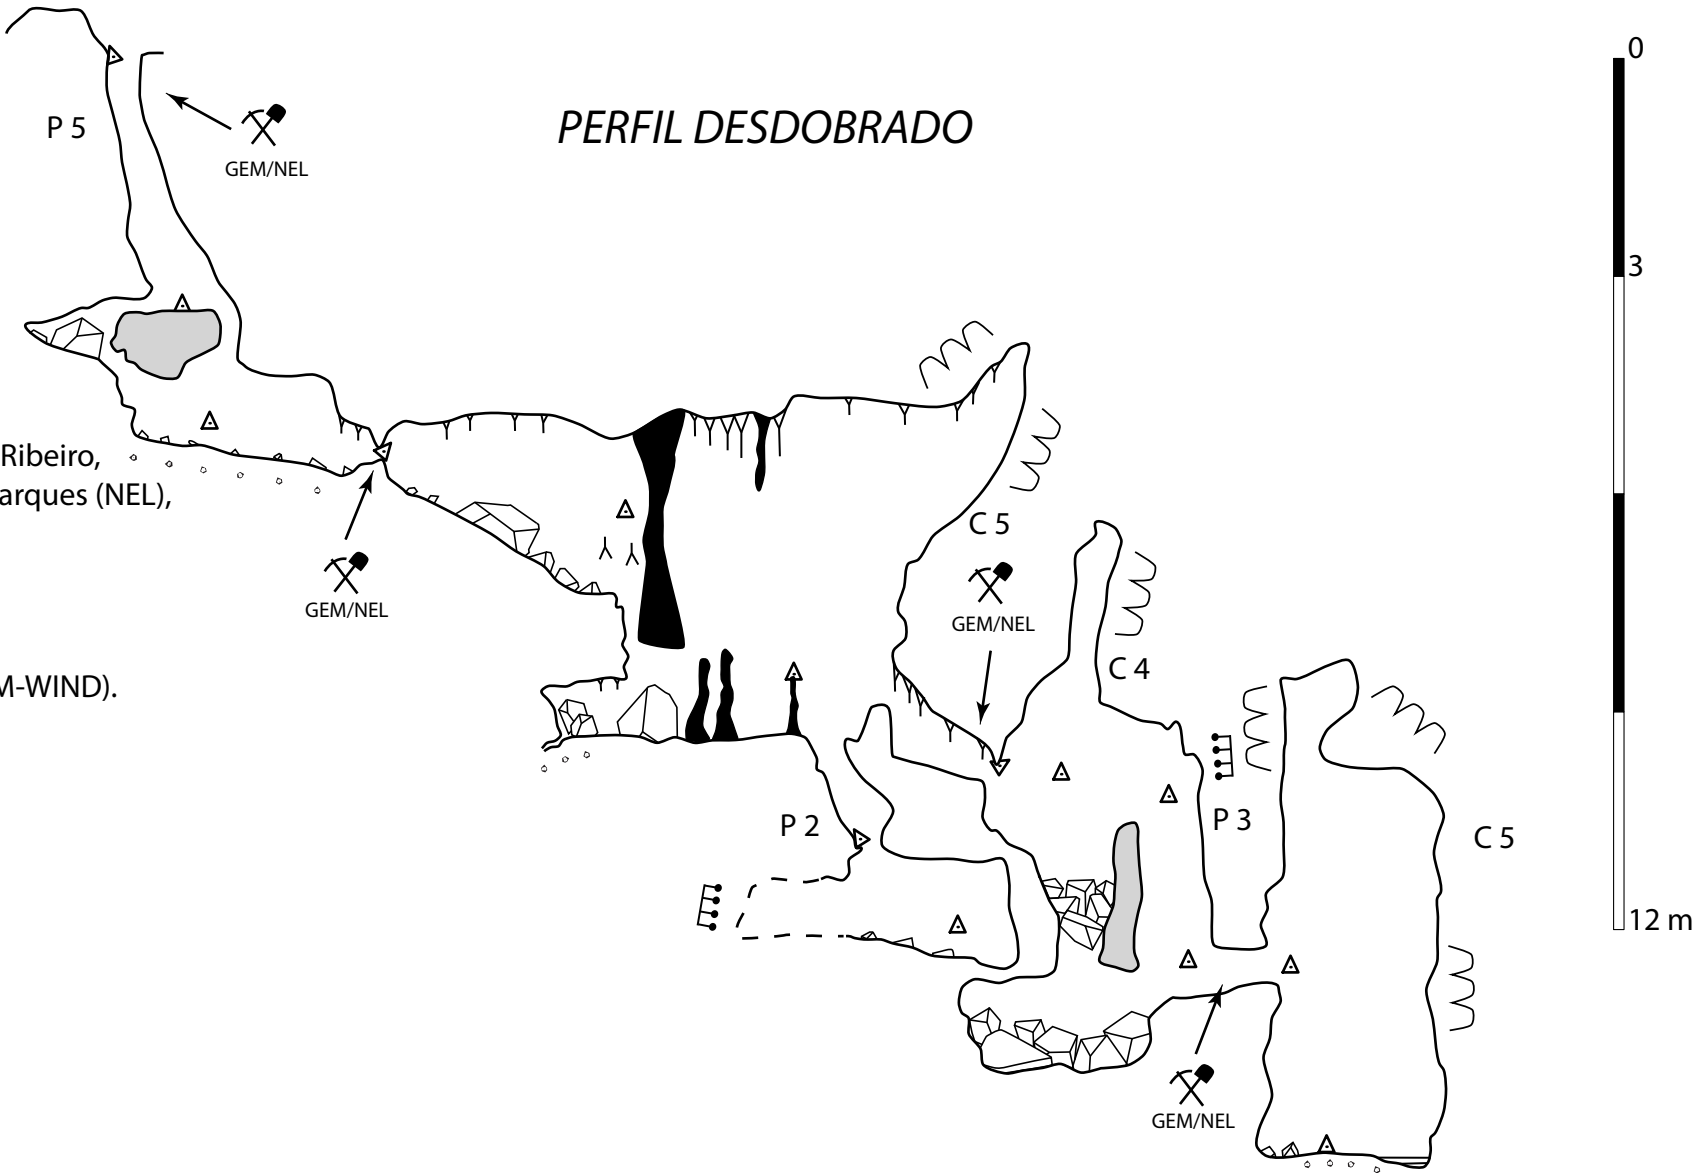 0
P 5
GEM/NEL
PERFIL DESDOBRADO
3
Ribeiro,
arques (NEL),
C 5
GEM/NEL
GEM/NEL
C 4
M-WIND).
P 2
P 3
C 5
12 m
GEM/NEL